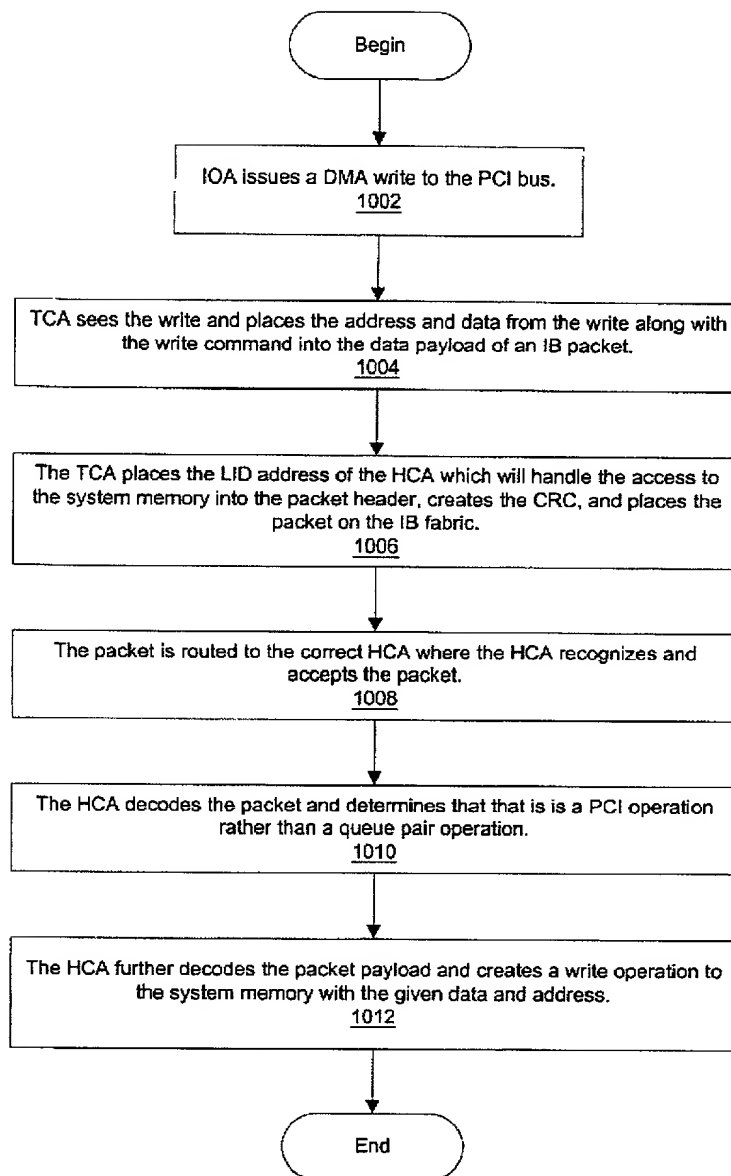 Begin
IOA issues a DMA write to the PCI bus.
1002
TCA sees the write and places the address and data from the write along with
the write command into the data payload of an IB packet.
1004
The TCA places the LID address of the HCA which will handle the access to
the system memory into the packet header, creates the CRC, and places the
packet on the IB fabric.
1006
The packet is routed to the correct HCA where the HCA recognizes and
accepts the packet.
1008
The HCA decodes the packet and determines that that is is a PCI operation
rather than a queue pair operation.
1010
The HCA further decodes the packet payload and creates a write operation to
the system memory with the given data and address.
1012
End